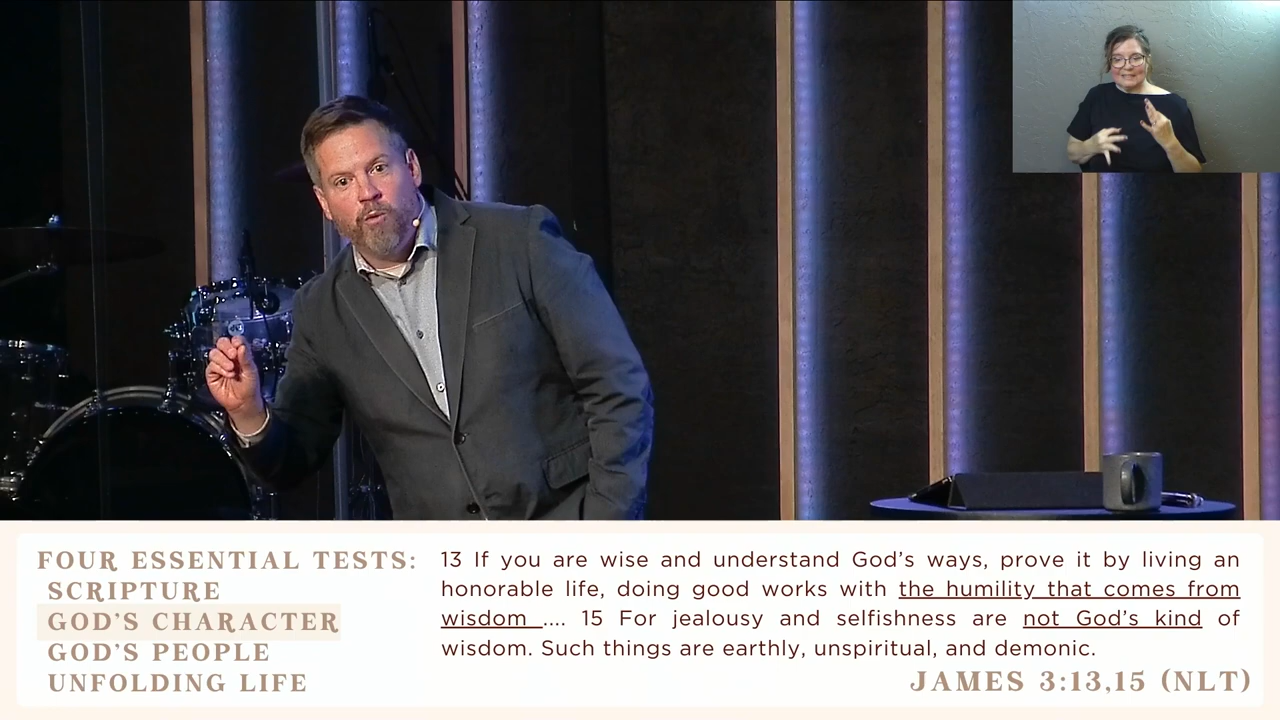 FOUR ESSENTIAL TESTS:
SCRIPTURE
GOD'S CHARACTER
GOD'S PEOPLE
UNFOLDING LIFE
13 If you are wise and understand God's ways, prove it by living an
honorable life, doing good works with the humility that comes from
wisdom .... 15 For jealousy and selfishness are not God's kind of
wisdom. Such things are earthly, unspiritual, and demonic.
JAMES 3:13,15 (NLT)